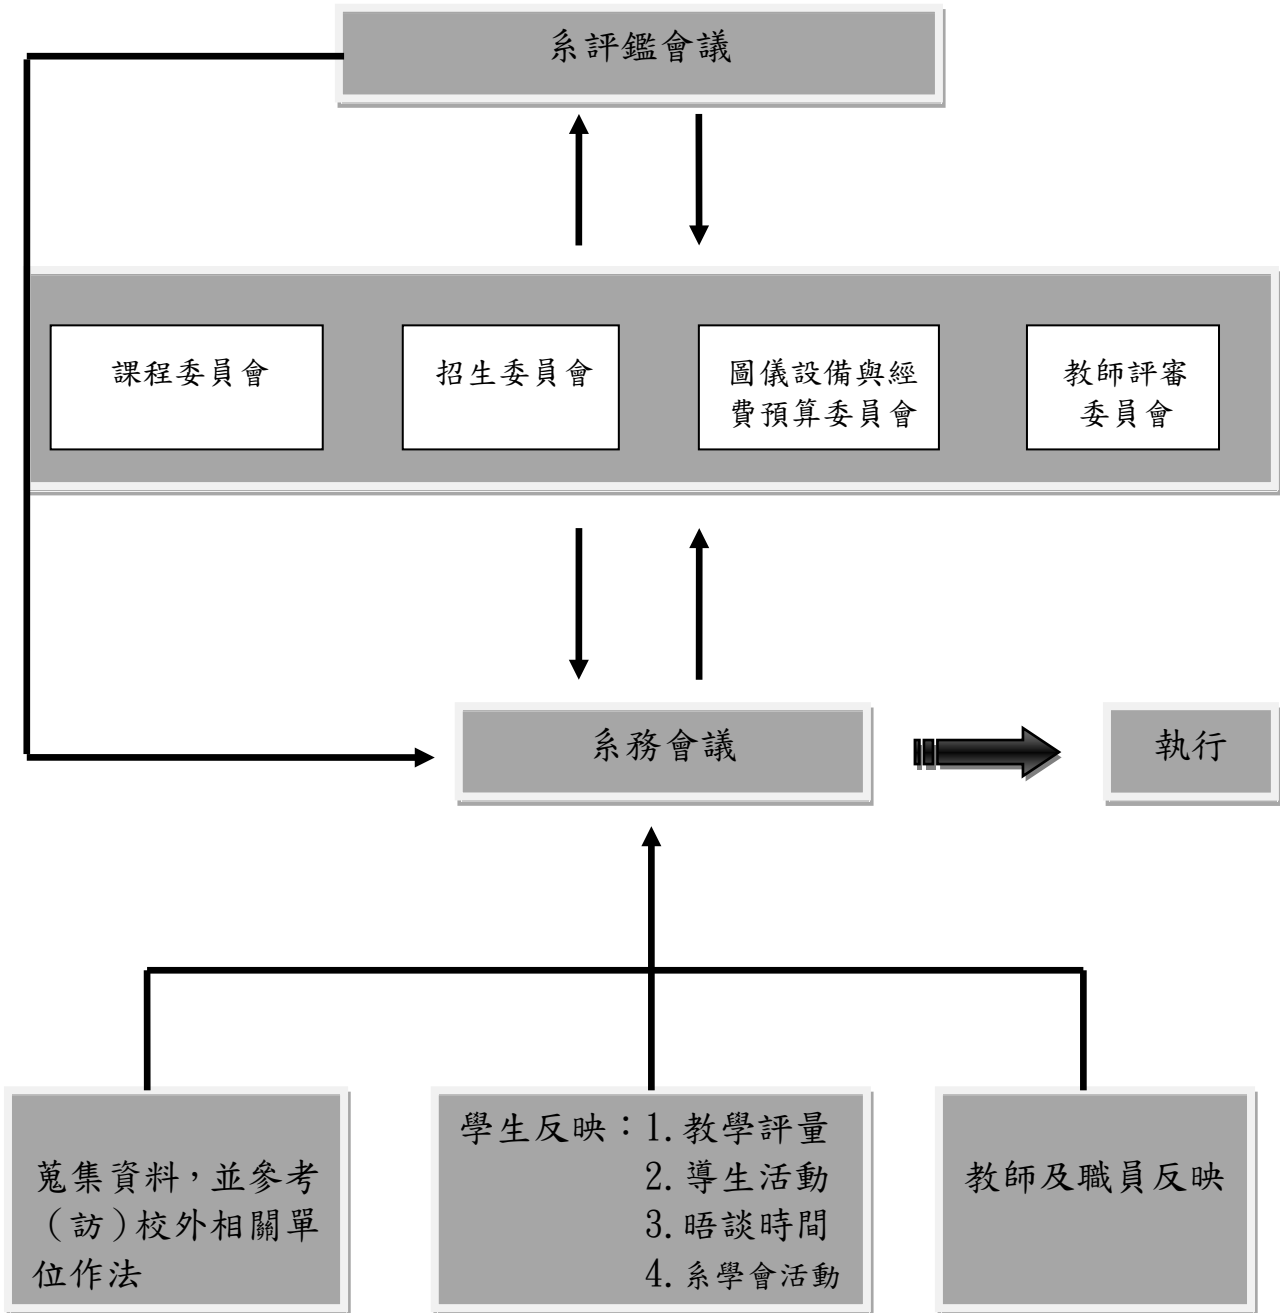 系評鑑會議
課程委員會
招生委員會
圖儀設備與經
費預算委員會
教師評審
委員會
系務會議
執行
蒐集資料，並參考
（訪）校外相關單
位作法
學生反映：1.教學評量
2.導生活動
3.晤談時間
4.系學會活動
教師及職員反映